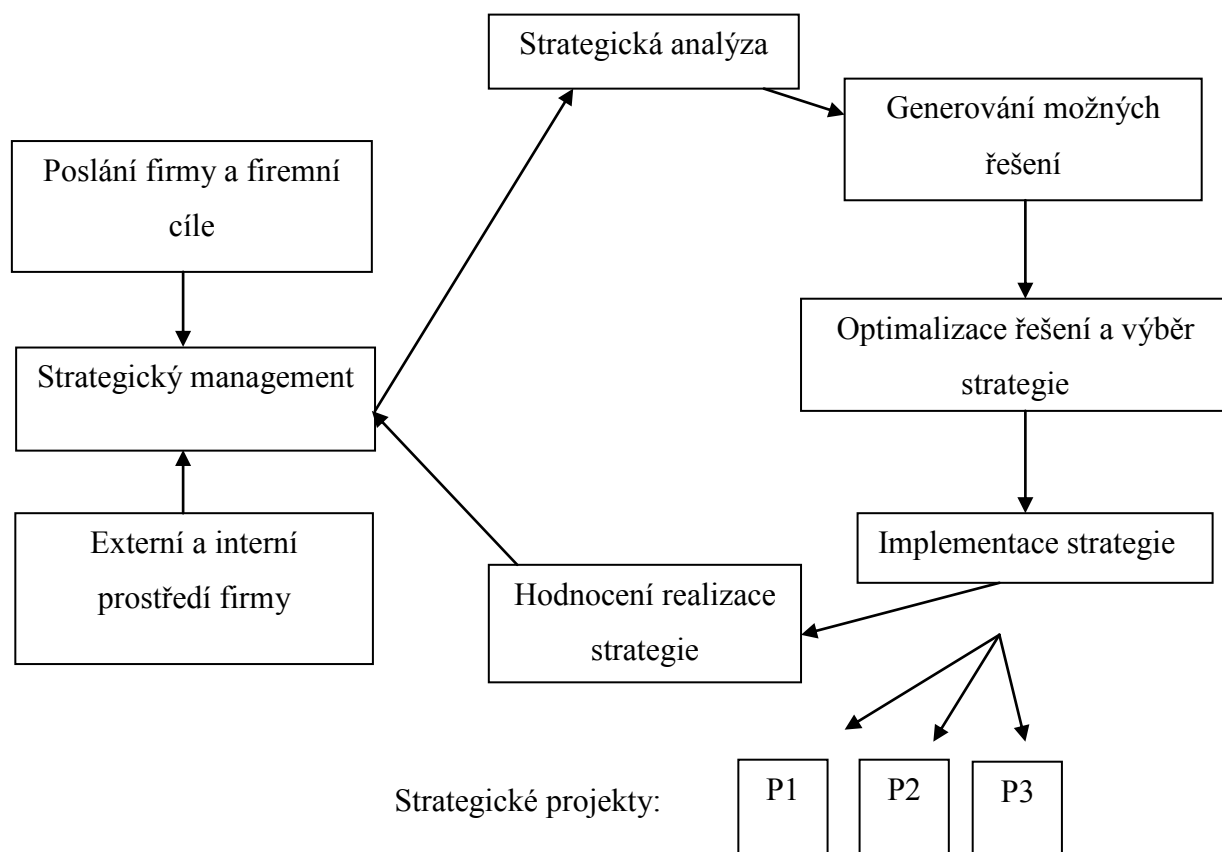 Strategická analýza
Generování možných
řešení
Poslání firmy a firemní
cíle
Optimalizace řešení a výběr
strategie
Strategický management
Externí a interní
prostředí firmy
Implementace strategie
Hodnocení realizace
strategie
Strategické projekty:
P1
P2
P3